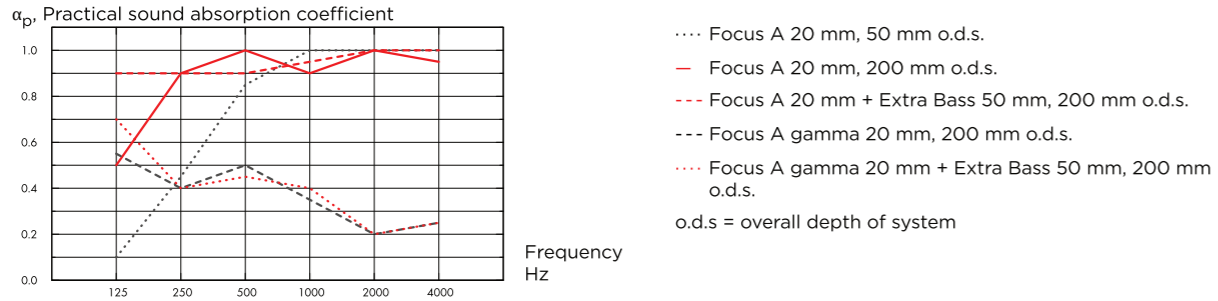 αp, Practical sound absorption coefficient
1.0
0.8
0.6
0.4
0.2
0.0
125 250 500 1000 2000 4000
Frequency
Hz
Focus A 20 mm, 50 mm o.d.s.
Focus A 20 mm, 200 mm o.d.s.
Focus A 20 mm + Extra Bass 50 mm, 200 mm o.d.s.
Focus A gamma 20 mm, 200 mm o.d.s.
Focus A gamma 20 mm + Extra Bass 50 mm, 200 mm
o.d.s.
o.d.s = overall depth of system